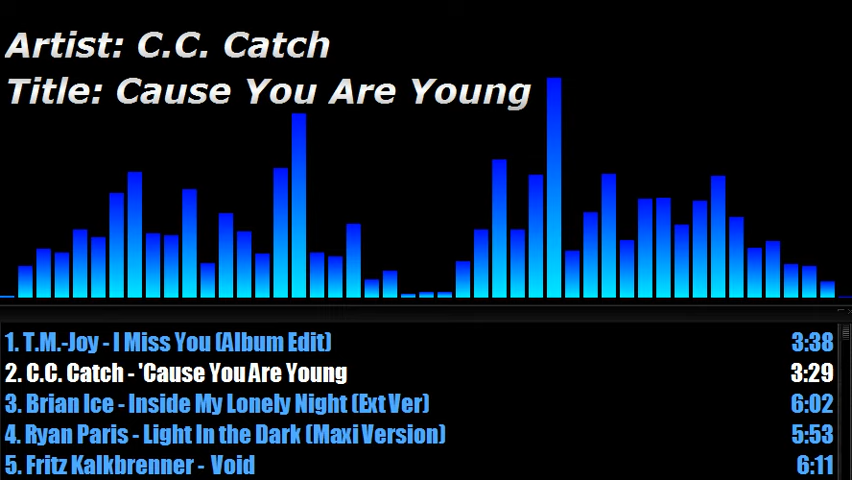 Artist: C.C. Catch
Title: Cause You Are Young
1. T.M.-Joy - I Miss You (Album Edit) 3:38
2. C.C. Catch - 'Cause You Are Young 3:29
3. Brian Ice - Inside My Lonely Night (Ext Ver) 6:02
4. Ryan Paris - Light In the Dark (Maxi Version) 5:53
5. Fritz Kalkbrenner - Void 6:11